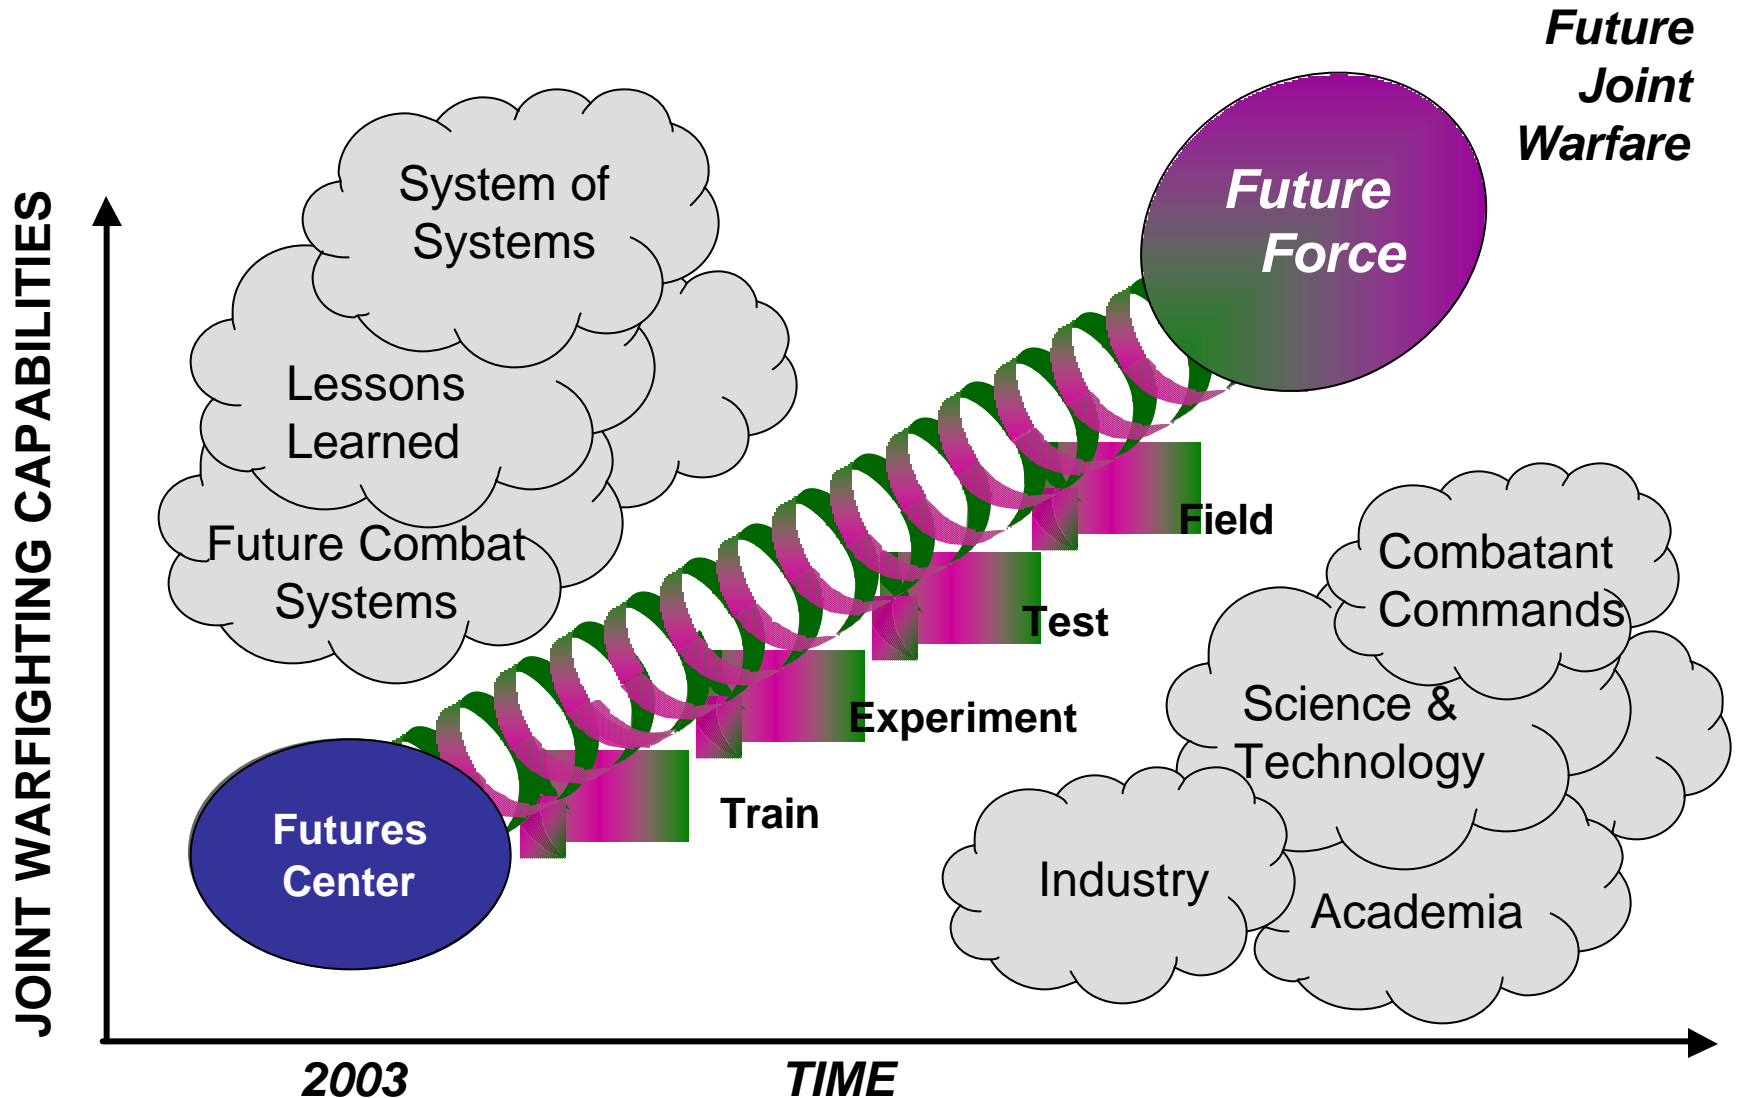 Future
Joint
Warfare
JOINT WARFIGHTING CAPABILITIES
System of
Systems
Lessons
Learned
Future Combat
Systems
Future
Force
Field
Test
Experiment
Train
Futures
Center
Combatant
Commands
Science &
Technology
Industry
Academia
2003
TIME